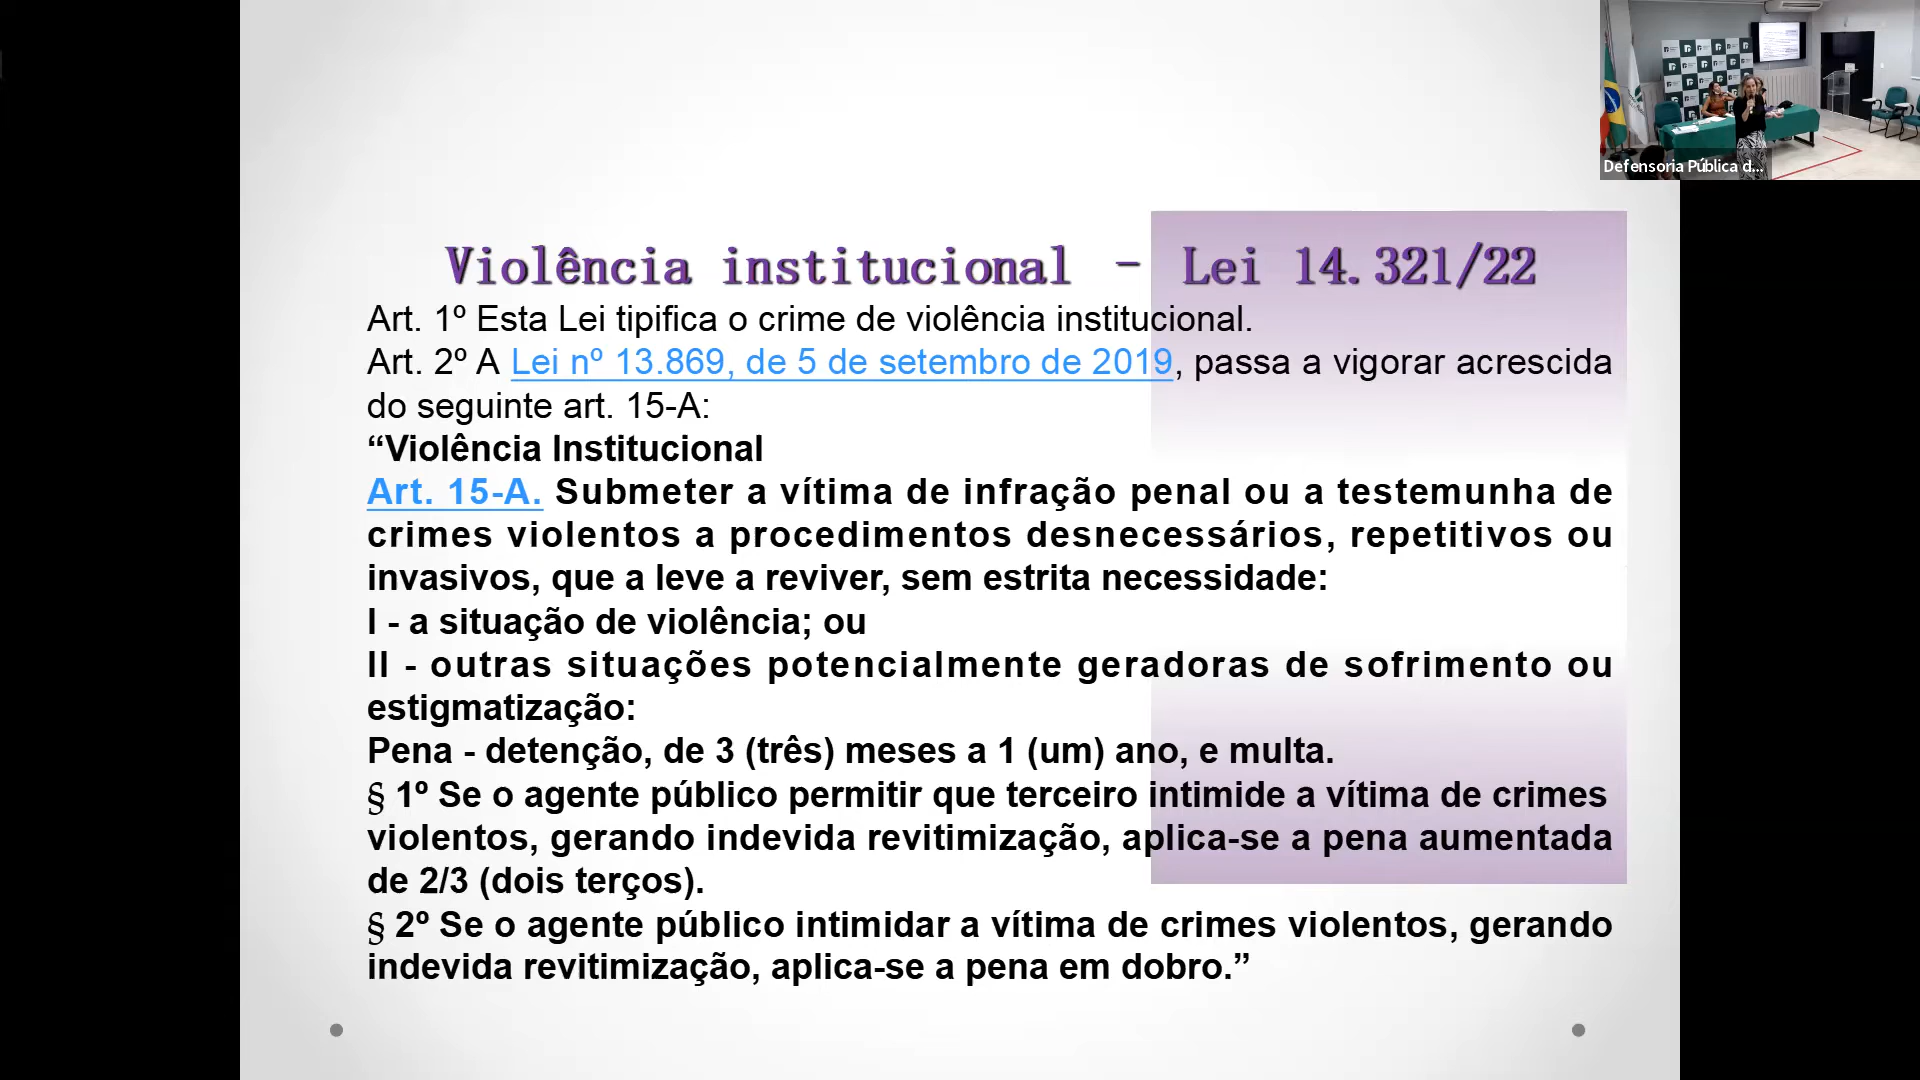 Defensoria Pública d...
Violência institucional - Lei 14.321/22
Art. 1º Esta Lei tipifica o crime de violência institucional.
Art. 2º A Lei nº 13.869, de 5 de setembro de 2019, passa a vigorar acrescida
do seguinte art. 15-A:
“Violência Institucional
Art. 15-A. Submeter a vítima de infração penal ou a testemunha de
crimes violentos a procedimentos desnecessários, repetitivos ou
invasivos, que a leve a reviver, sem estrita necessidade:
I - a situação de violência; ou
II - outras situações potencialmente geradoras de sofrimento ou
estigmatização:
Pena - detenção, de 3 (três) meses a 1 (um) ano, e multa.
§ 1º Se o agente público permitir que terceiro intimide a vítima de crimes
violentos, gerando indevida revitimização, aplica-se a pena aumentada
de 2/3 (dois terços).
§ 2º Se o agente público intimidar a vítima de crimes violentos, gerando
indevida revitimização, aplica-se a pena em dobro.”